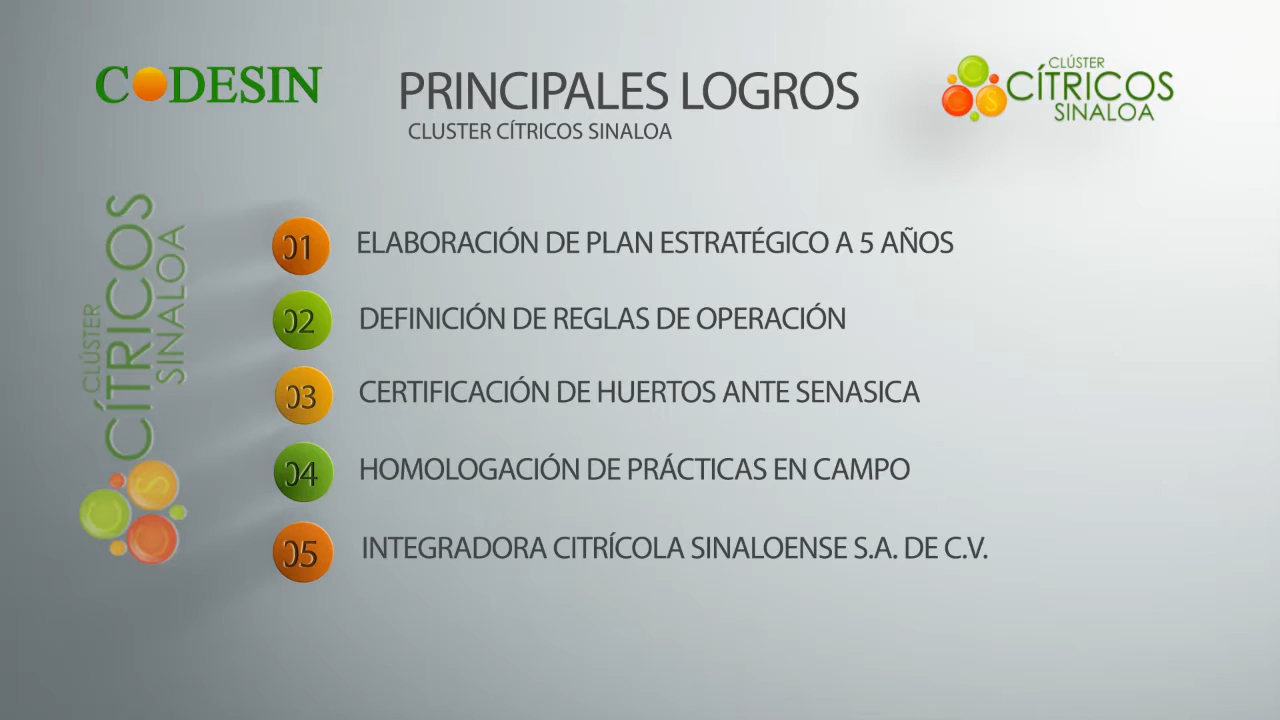 CODESIN
PRINCIPALES LOGROS
CLUSTER CÍTRICOS SINALOA
CLÚSTER
CÍTRICOS
SINALOA
CLÚSTER
CÍTRICOS
SINALOA
01 ELABORACIÓN DE PLAN ESTRATÉGICO A 5 AÑOS
02 DEFINICIÓN DE REGLAS DE OPERACIÓN
03 CERTIFICACIÓN DE HUERTOS ANTE SENASICA
04 HOMOLOGACIÓN DE PRÁCTICAS EN CAMPO
05 INTEGRADORA CITRÍCOLA SINALOENSE S.A. DE C.V.